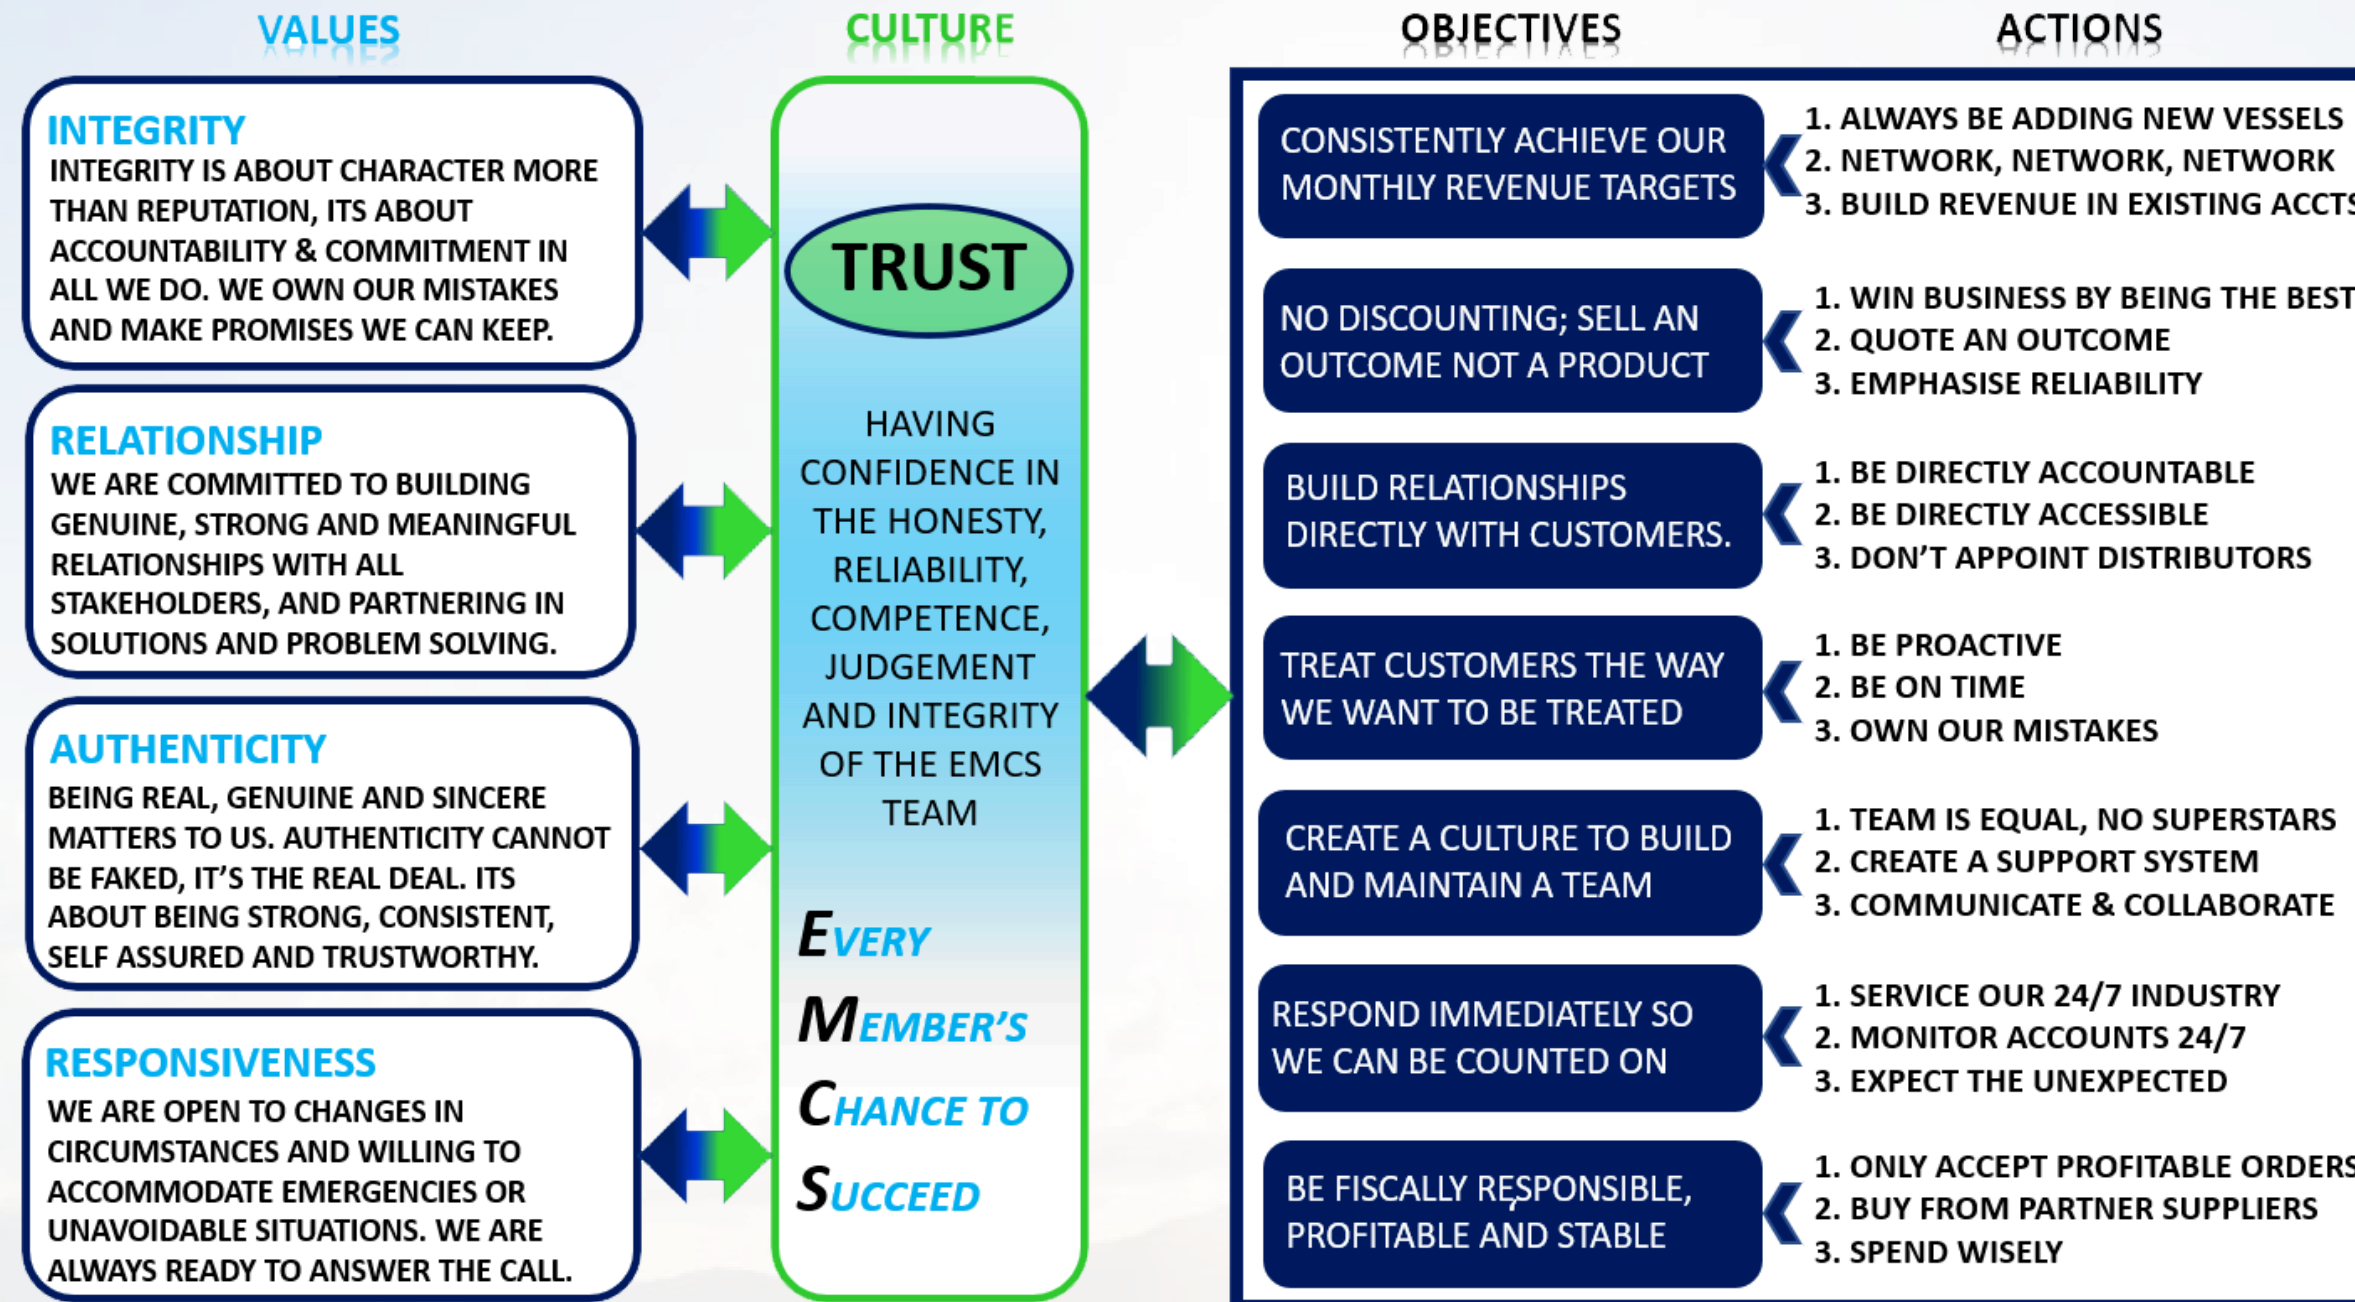 VALUES
INTEGRITY
INTEGRITY IS ABOUT CHARACTER MORE
THAN REPUTATION, ITS ABOUT
ACCOUNTABILITY & COMMITMENT IN
ALL WE DO. WE OWN OUR MISTAKES
AND MAKE PROMISES WE CAN KEEP.
RELATIONSHIP
WE ARE COMMITTED TO BUILDING
GENUINE, STRONG AND MEANINGFUL
RELATIONSHIPS WITH ALL
STAKEHOLDERS, AND PARTNERING IN
SOLUTIONS AND PROBLEM SOLVING.
AUTHENTICITY
BEING REAL, GENUINE AND SINCERE
MATTERS TO US. AUTHENTICITY CANNOT
BE FAKED, IT’S THE REAL DEAL. ITS
ABOUT BEING STRONG, CONSISTENT,
SELF ASSURED AND TRUSTWORTHY.
RESPONSIVENESS
WE ARE OPEN TO CHANGES IN
CIRCUMSTANCES AND WILLING TO
ACCOMMODATE EMERGENCIES OR
UNAVOIDABLE SITUATIONS. WE ARE
ALWAYS READY TO ANSWER THE CALL.
CULTURE
TRUST
HAVING
CONFIDENCE IN
THE HONESTY,
RELIABILITY,
COMPETENCE,
JUDGEMENT
AND INTEGRITY
OF THE EMCS
TEAM
EVERY
MEMBER’S
CHANCE TO
SUCCEED
OBJECTIVES
ACTIONS
CONSISTENTLY ACHIEVE OUR
MONTHLY REVENUE TARGETS
1. ALWAYS BE ADDING NEW VESSELS
2. NETWORK, NETWORK, NETWORK
3. BUILD REVENUE IN EXISTING ACCTS
NO DISCOUNTING; SELL AN
OUTCOME NOT A PRODUCT
1. WIN BUSINESS BY BEING THE BEST
2. QUOTE AN OUTCOME
3. EMPHASISE RELIABILITY
BUILD RELATIONSHIPS
DIRECTLY WITH CUSTOMERS.
1. BE DIRECTLY ACCOUNTABLE
2. BE DIRECTLY ACCESSIBLE
3. DON’T APPOINT DISTRIBUTORS
TREAT CUSTOMERS THE WAY
WE WANT TO BE TREATED
1. BE PROACTIVE
2. BE ON TIME
3. OWN OUR MISTAKES
CREATE A CULTURE TO BUILD
AND MAINTAIN A TEAM
1. TEAM IS EQUAL, NO SUPERSTARS
2. CREATE A SUPPORT SYSTEM
3. COMMUNICATE & COLLABORATE
RESPOND IMMEDIATELY SO
WE CAN BE COUNTED ON
1. SERVICE OUR 24/7 INDUSTRY
2. MONITOR ACCOUNTS 24/7
3. EXPECT THE UNEXPECTED
BE FISCALLY RESPONSIBLE,
PROFITABLE AND STABLE
1. ONLY ACCEPT PROFITABLE ORDERS
2. BUY FROM PARTNER SUPPLIERS
3. SPEND WISELY